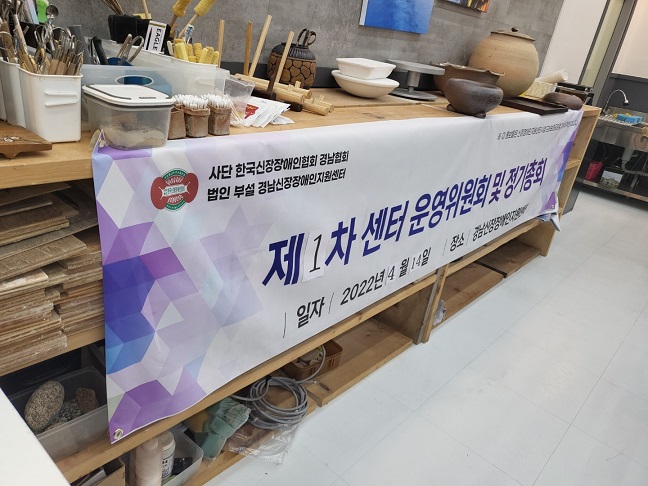 EAGLE
사단 한국신장장애인협회 경남협회
법인 부설 경남신장장애인지원센터
제1차 센터 운영위원회 및 정기총회
일자 2022년 4월 14일 장소 경남신장장애인지원센터